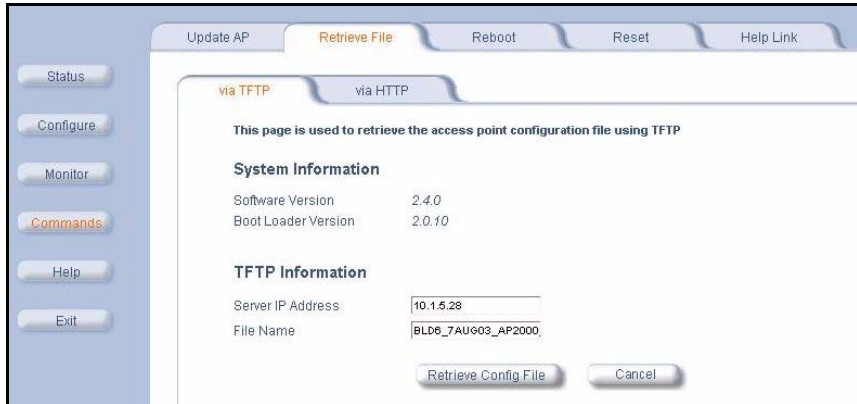 Update AP
Retrieve File
Reboot
Reset
Help Link
Status
Configure
Monitor
Commands
Help
Exit
via TFTP
via HTTP
This page is used to retrieve the access point configuration file using TFTP
System Information
Software Version 2.4.0
Boot Loader Version 2.0.10
TFTP Information
Server IP Address 10.1.5.28
File Name BLD6_7AUG03_AP2000_
Retrieve Config File
Cancel